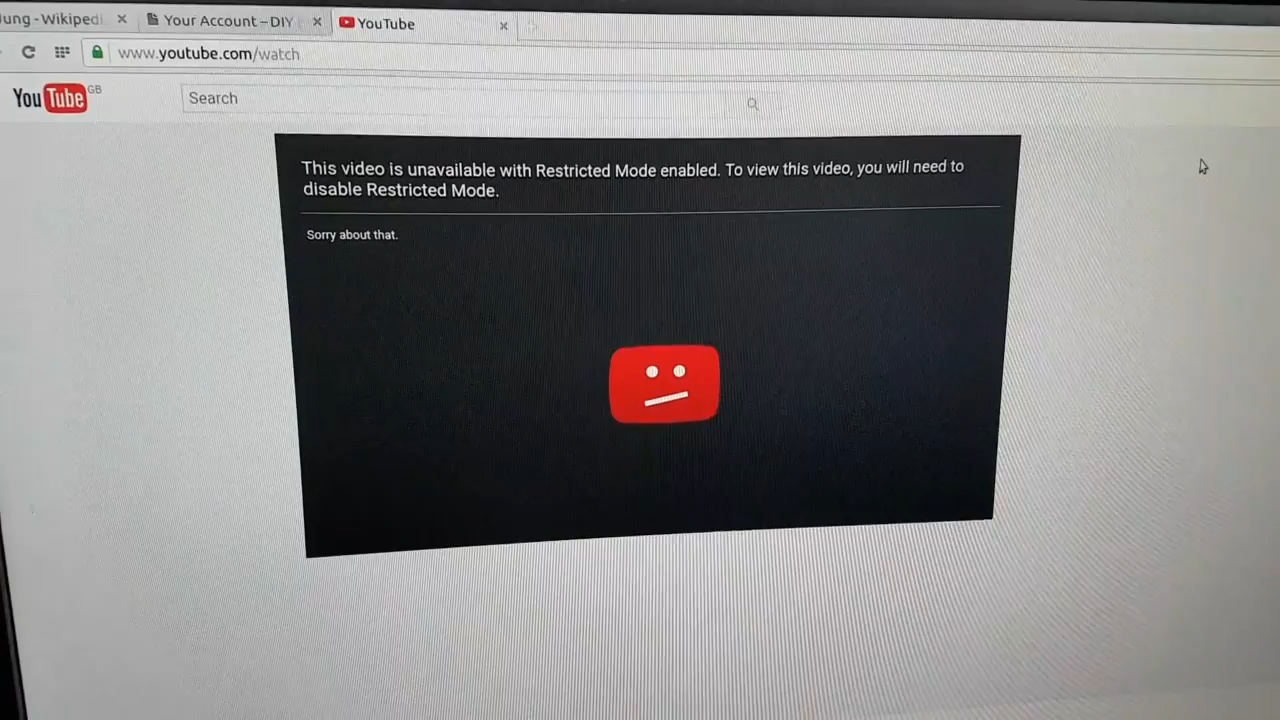 ung - Wikipedi
Your Account – DIY
YouTube
www.youtube.com/watch
YouTube GB
Search
This video is unavailable with Restricted Mode enabled. To view this video, you will need to
disable Restricted Mode.
Sorry about that.